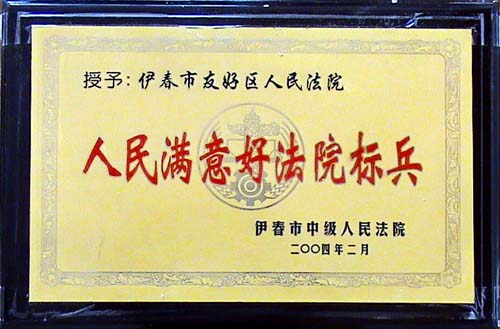 授予：伊春市友好区人民法院
人民满意好法院标兵
伊春市中级人民法院
二〇〇四年二月